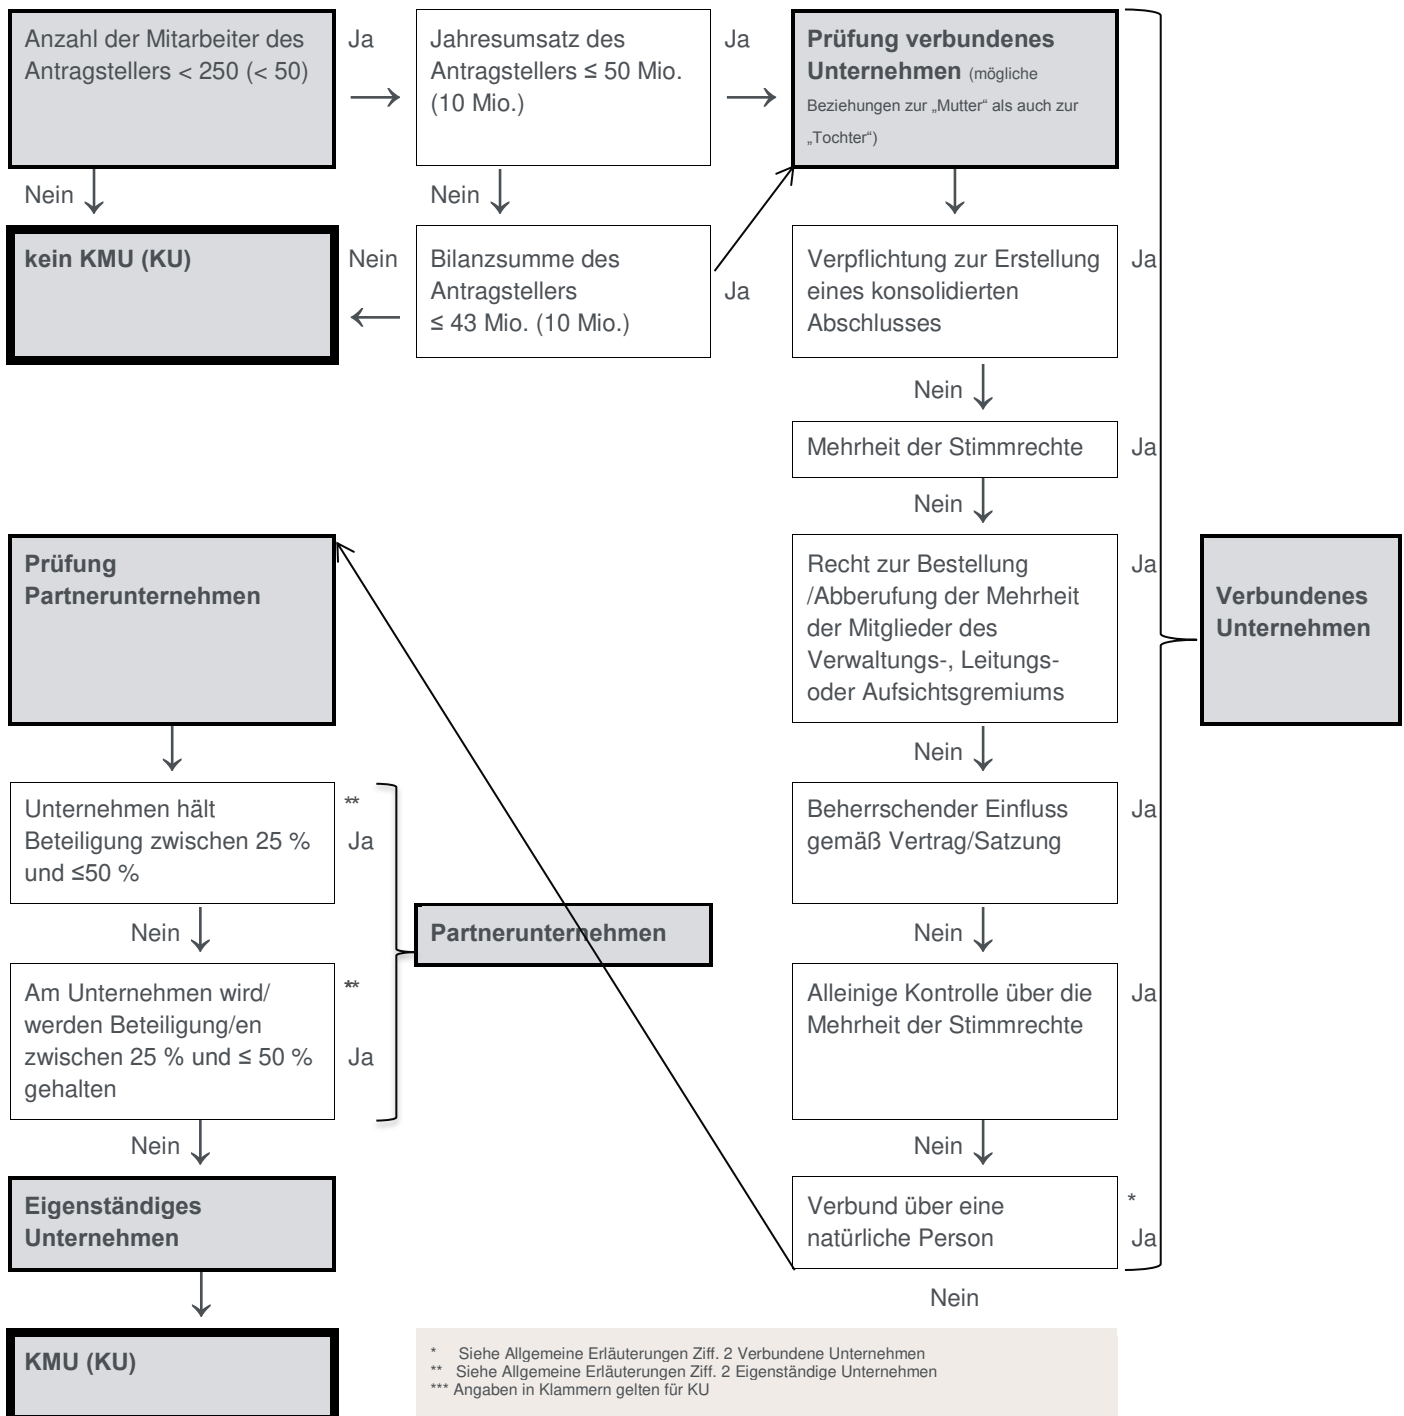 Anzahl der Mitarbeiter des
Antragstellers < 250 (< 50)
Ja
Jahresumsatz des
Antragstellers ≤ 50 Mio.
(10 Mio.)
Ja
Prüfung verbundenes
Unternehmen (mögliche
Beziehungen zur „Mutter“ als auch zur
„Tochter“)
Nein
Nein
kein KMU (KU)
Nein
Bilanzsumme des
Antragstellers
≤ 43 Mio. (10 Mio.)
Ja
Verpflichtung zur Erstellung
eines konsolidierten
Abschlusses
Ja
Nein
Mehrheit der Stimmrechte
Ja
Nein
Recht zur Bestellung
/Abberufung der Mehrheit
der Mitglieder des
Verwaltungs-, Leitungs-
oder Aufsichtsgremiums
Ja
Verbundenes
Unternehmen
Nein
Beherrschender Einfluss
gemäß Vertrag/Satzung
Ja
Nein
Alleinige Kontrolle über die
Mehrheit der Stimmrechte
Ja
Nein
Verbund über eine
natürliche Person
*
Ja
Nein
Prüfung
Partnerunternehmen
Unternehmen hält
Beteiligung zwischen 25 %
und ≤50 %
**
Ja
Nein
Partnerunternehmen
Am Unternehmen wird/
werden Beteiligung/en
zwischen 25 % und ≤ 50 %
gehalten
**
Ja
Nein
Eigenständiges
Unternehmen
KMU (KU)
* Siehe Allgemeine Erläuterungen Ziff. 2 Verbundene Unternehmen
** Siehe Allgemeine Erläuterungen Ziff. 2 Eigenständige Unternehmen
*** Angaben in Klammern gelten für KU